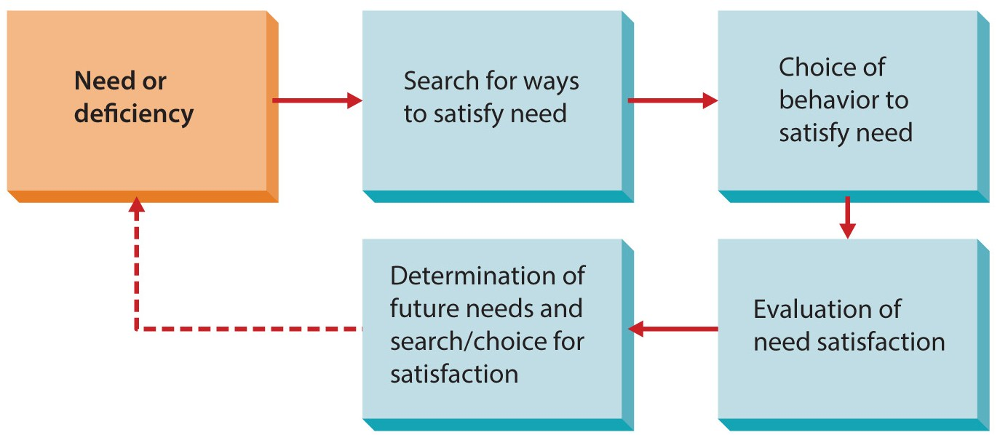 Need or
deficiency
Search for ways
to satisfy need
Choice of
behavior to
satisfy need
Determination of
future needs and
search/choice for
satisfaction
Evaluation of
need satisfaction